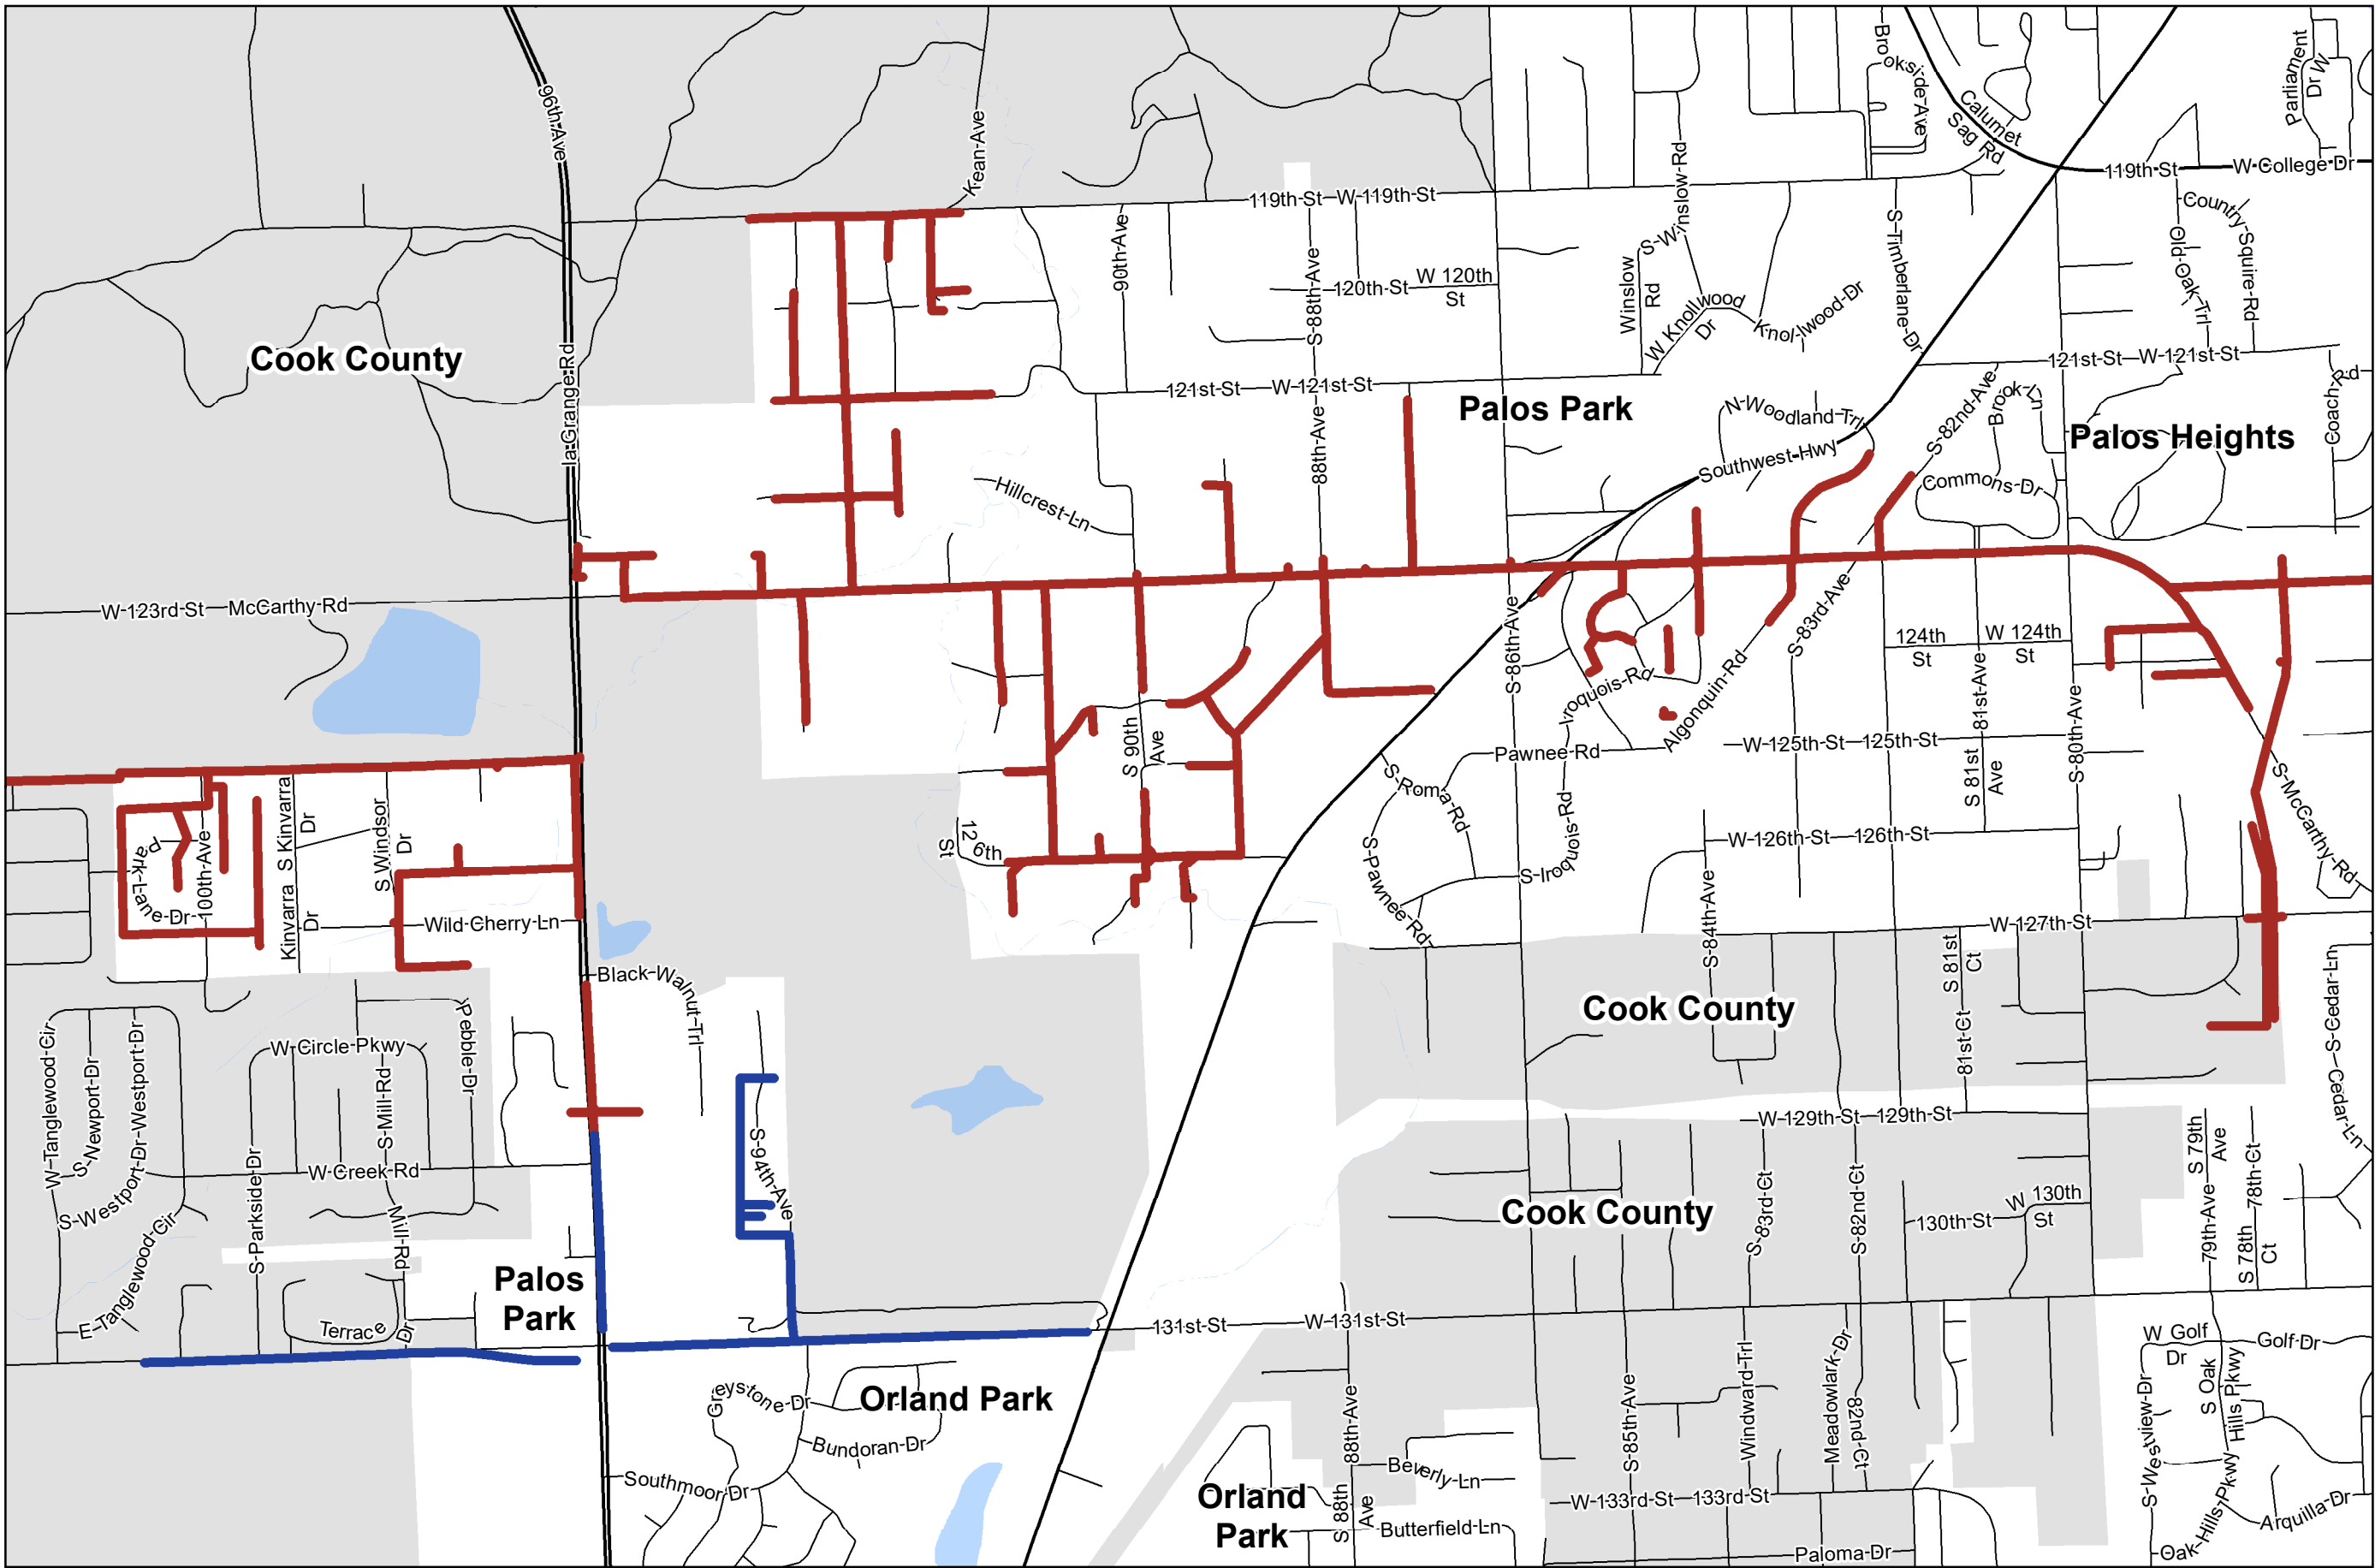 96th-Ave
Kean-Ave
Brookside-Ave
Calumet
Sag Rd
Parliament
Dr W
119th-St
W-College-Dr
119th-St
W-119th-St
S-Winslow-Rd
S-Timberlane-Dr
Country-Squire-Rd
Old-Oak-Trl
90th-Ave
S-88th-Ave
120th-St
W 120th
St
Winslow
Rd
W Knollwood
Dr
Knollwood-Dr
Cook County
la-Grange-Rd
121st-St
W-121st-St
121st-St
W-121st-St
Coach-Rd
Palos Park
N-Woodland-Trl
S-82nd-Ave
Brook-Ln
Palos Heights
88th-Ave
Southwest-Hwy
Commons-Dr
Hillcrest-Ln
W-123rd-St
McCarthy-Rd
S-86th-Ave
S-83rd-Ave
124th
St
W 124th
St
81st-Ave
S 81st
Ave
S-80th-Ave
Iroquois-Rd
Algonquin-Rd
S 90th
Ave
Pawnee-Rd
W-125th-St
125th-St
S-McCarthy-Rd
S-Roma-Rd
S-Pawnee-Rd
S-Iroquois-Rd
W-126th-St
126th-St
126th
St
S Kinvarra
Dr
Kinvarra
Dr
S Windsor
Dr
Park-Lane-Dr
100th-Ave
Wild-Cherry-Ln
S-84th-Ave
W-127th-St
S 81st
Ct
81st-Ct
Black-Walnut-Trl
Cook County
S-Cedar-Ln
Cedar-Ln
W-Tanglewood-Cir
S-Newport-Dr
S-Westport-Dr
Westport-Dr
W-Circle-Pkwy
Pebble-Dr
S-Mill-Rd
W-Creek-Rd
S-Parkside-Dr
Mill-Rd
E-Tanglewood-Cir
Terrace
Dr
S-94th-Ave
W-129th-St
129th-St
S 79th
Ave
79th-Ave
78th-Ct
S 78th
Ct
Cook County
S-83rd-Ct
S-82nd-Ct
130th-St
W 130th
St
Palos
Park
131st-St
W-131st-St
W Golf
Dr
Golf-Dr
Greystone-Dr
Orland Park
Bundoran-Dr
Southmoor-Dr
88th-Ave
S 88th
Ave
S-85th-Ave
Windward-Trl
Meadowlark-Dr
82nd-Ct
S Oak
Hills Pkwy
S-Westview-Dr
Beverly-Ln
Orland
Park
W-133rd-St
133rd-St
Butterfield-Ln
Paloma-Dr
Oak-Hills-Pkwy
Arquilla-Dr